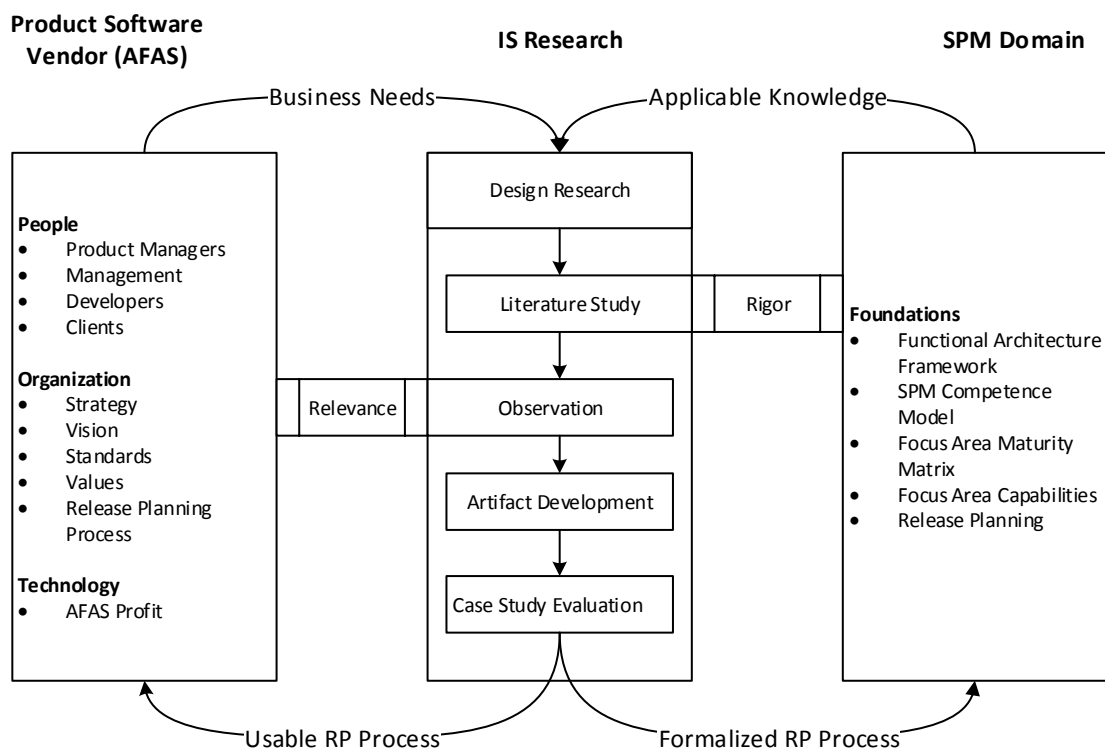 Product Software
Vendor (AFAS)
IS Research
SPM Domain
Business Needs
Applicable Knowledge
People
• Product Managers
• Management
• Developers
• Clients
Organization
• Strategy
• Vision
• Standards
• Values
• Release Planning
Process
Technology
• AFAS Profit
Relevance
Design Research
Literature Study
Observation
Artifact Development
Case Study Evaluation
Rigor
Foundations
• Functional Architecture
Framework
• SPM Competence
Model
• Focus Area Maturity
Matrix
• Focus Area Capabilities
• Release Planning
Usable RP Process
Formalized RP Process